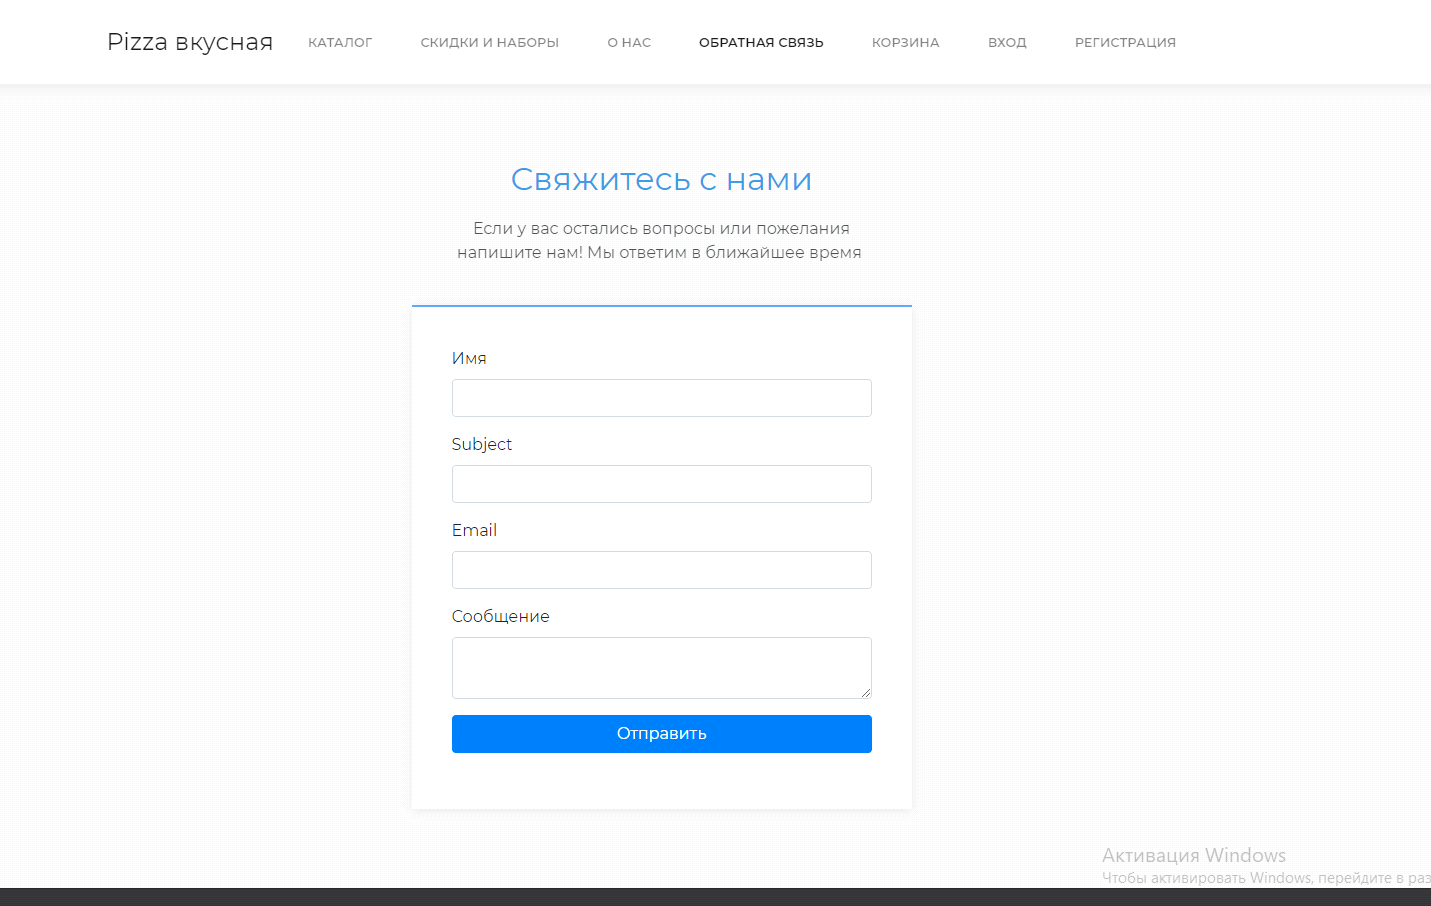 Pizza вкусная КАТАЛОГ СКИДКИ И НАБОРЫ О НАС ОБРАТНАЯ СВЯЗЬ КОРЗИНА ВХОД РЕГИСТРАЦИЯ
Свяжитесь с нами
Если у вас остались вопросы или пожелания
напишите нам! Мы ответим в ближайшее время
Имя
Subject
Email
Сообщение
Отправить
Активация Windows
Чтобы активировать Windows, перейдите в раз